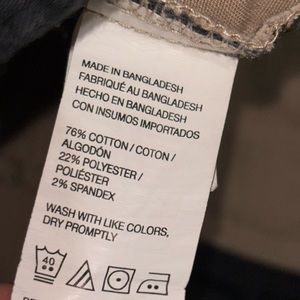 MADE IN BANGLADESH
FABRIQUÉ AU BANGLADESH
HECHO EN BANGLADESH
CON INSUMOS IMPORTADOS
76% COTTON / COTON /
ALGODÓN
22% POLYESTER /
POLIÉSTER
2% SPANDEX
WASH WITH LIKE COLORS,
DRY PROMPTLY
40